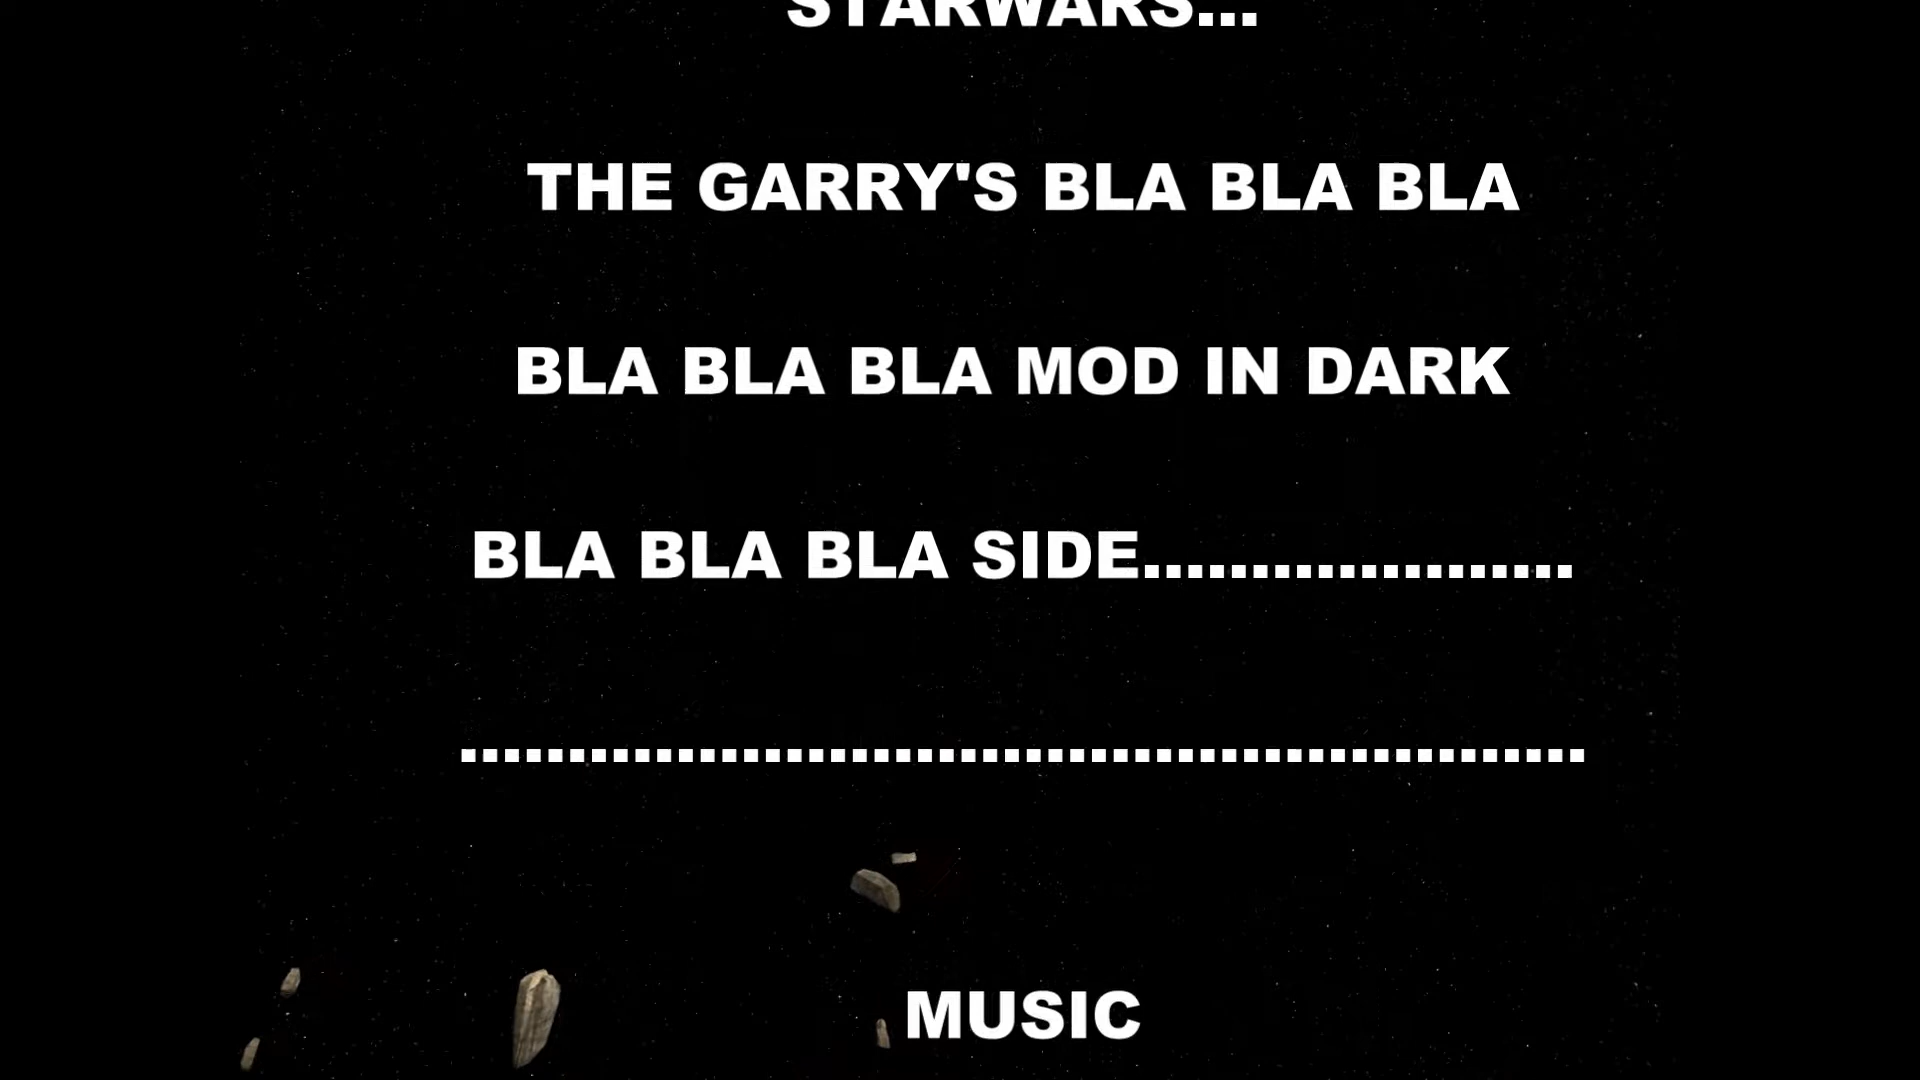 STARWARS...
THE GARRY'S BLA BLA BLA
BLA BLA BLA MOD IN DARK
BLA BLA BLA SIDE....................
....................................................
MUSIC